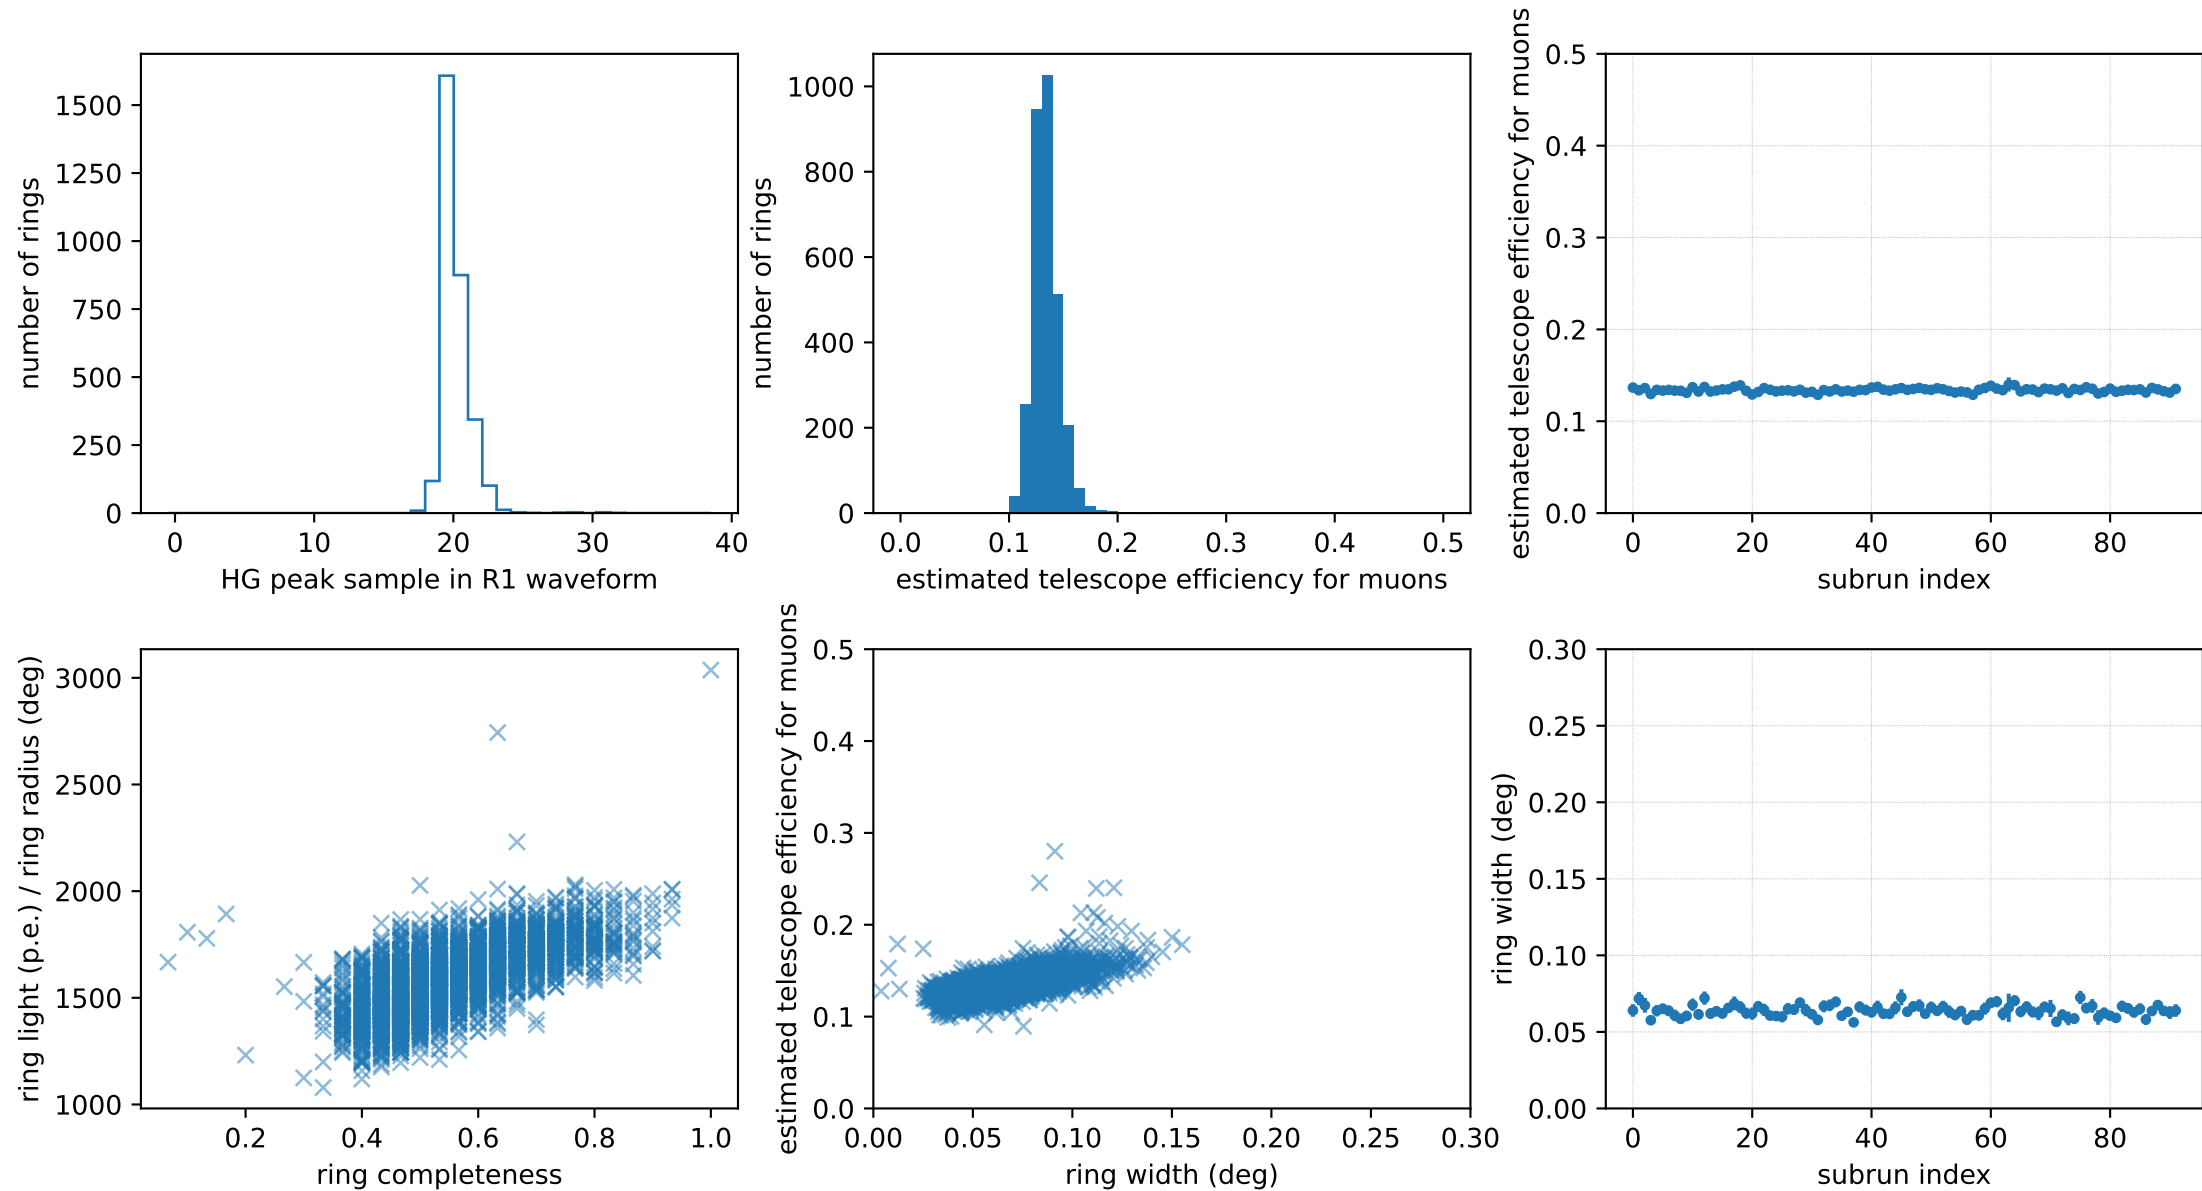 number of rings
1500
1250
1000
750
500
250
0
0 10 20 30 40
HG peak sample in R1 waveform
number of rings
1000
800
600
400
200
0
0.0 0.1 0.2 0.3 0.4 0.5
estimated telescope efficiency for muons
estimated telescope efficiency for muons
0.5
0.4
0.3
0.2
0.1
0.0
0 20 40 60 80
subrun index
ring light (p.e.) / ring radius (deg)
3000
2500
2000
1500
1000
0.2 0.4 0.6 0.8 1.0
ring completeness
estimated telescope efficiency for muons
0.5
0.4
0.3
0.2
0.1
0.0
0.00 0.05 0.10 0.15 0.20 0.25 0.30
ring width (deg)
ring width (deg)
0.30
0.25
0.20
0.15
0.10
0.05
0.00
0 20 40 60 80
subrun index